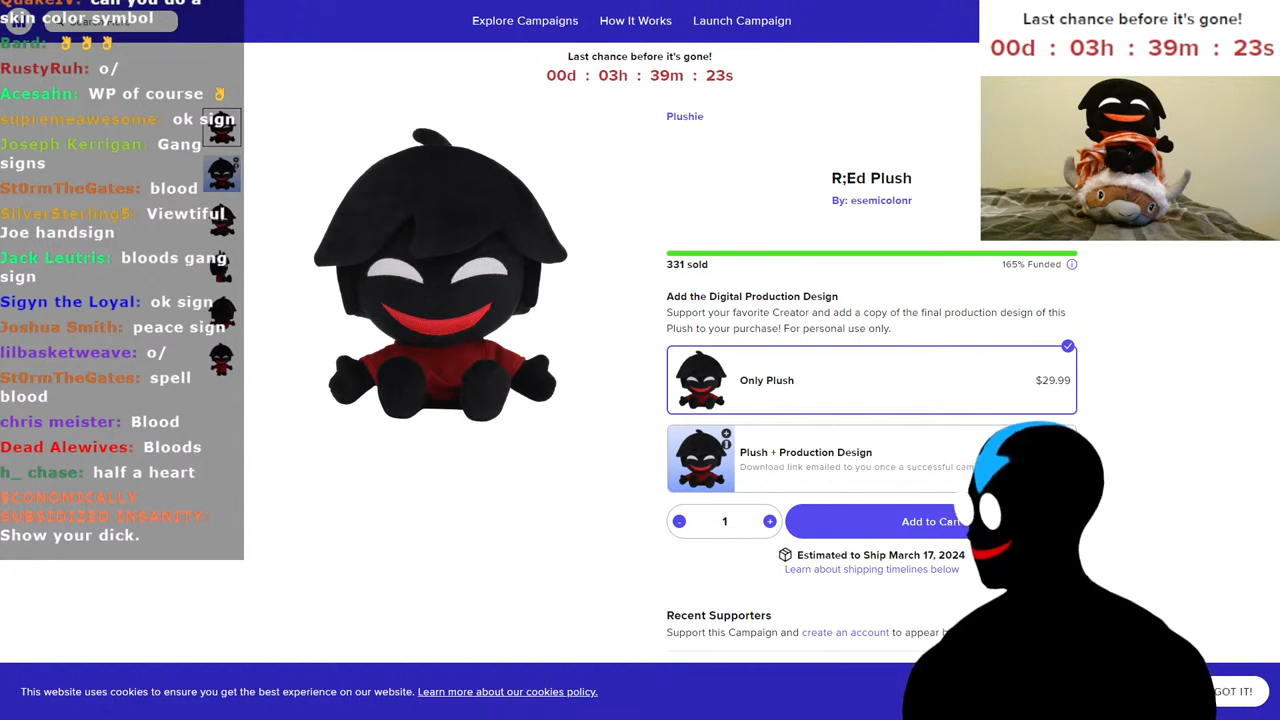 QuakeIV: can you do a
skin color symbol
Bard: 👌 👌 👌
RustyRuh: o/
Acesahn: WP of course 👌
supremeawesome: ok sign
Joseph Kerrigan: Gang
signs
St0rmTheGates: blood
SilverSterling5: Viewtiful
Joe handsign
Jack Leutris: bloods gang
sign
Sigyn the Loyal: ok sign
Joshua Smith: peace sign
lilbasketweave: o/
St0rmTheGates: spell
blood
chris meister: Blood
Dead Alewives: Bloods
h_ chase: half a heart
$CONOMICALLY
SUBSIDIZED INSANITY:
Show your dick.
Explore Campaigns How It Works Launch Campaign
Last chance before it's gone!
00d : 03h : 39m : 23s
Last chance before it's gone!
00d : 03h : 39m : 23s
Plushie
R;Ed Plush
By: esemicolonr
331 sold 165% Funded
Add the Digital Production Design
Support your favorite Creator and add a copy of the final production design of this
Plush to your purchase! For personal use only.
Only Plush $29.99
Plush + Production Design
Download link emailed to you once a successful
- 1 + Add to Cart
Estimated to Ship March 17, 2024
Learn about shipping timelines below
Recent Supporters
Support this Campaign and create an account to appear
This website uses cookies to ensure you get the best experience on our website. Learn more about our cookies policy.
GOT IT!